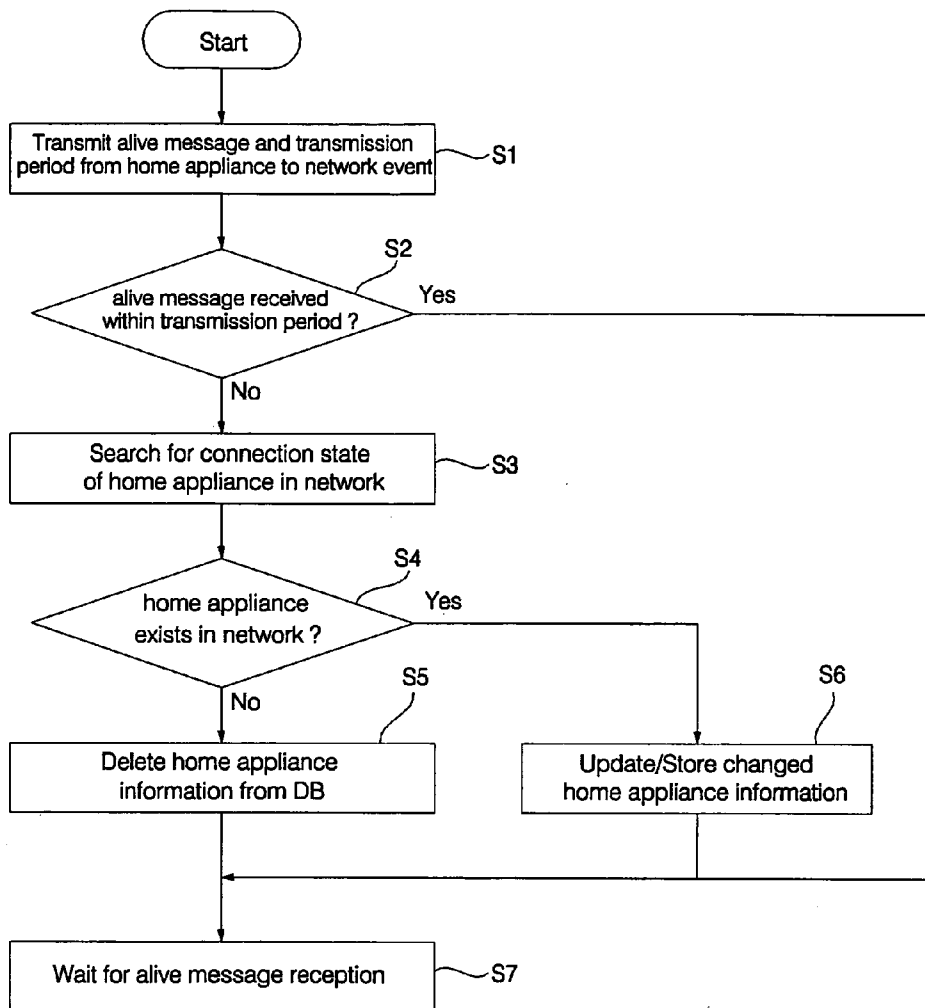 Start
Transmit alive message and transmission
period from home appliance to network event
S1
S2
alive message received
within transmission period ?
Yes
No
Search for connection state
of home appliance in network
S3
S4
home appliance
exists in network ?
Yes
No
S5
Delete home appliance
information from DB
S6
Update/Store changed
home appliance information
Wait for alive message reception
S7